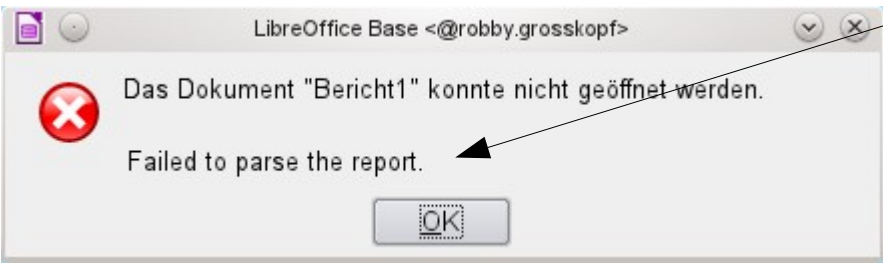 LibreOffice Base <@robby.grosskopf>
Das Dokument "Bericht1" konnte nicht geöffnet werden.
Failed to parse the report.
OK